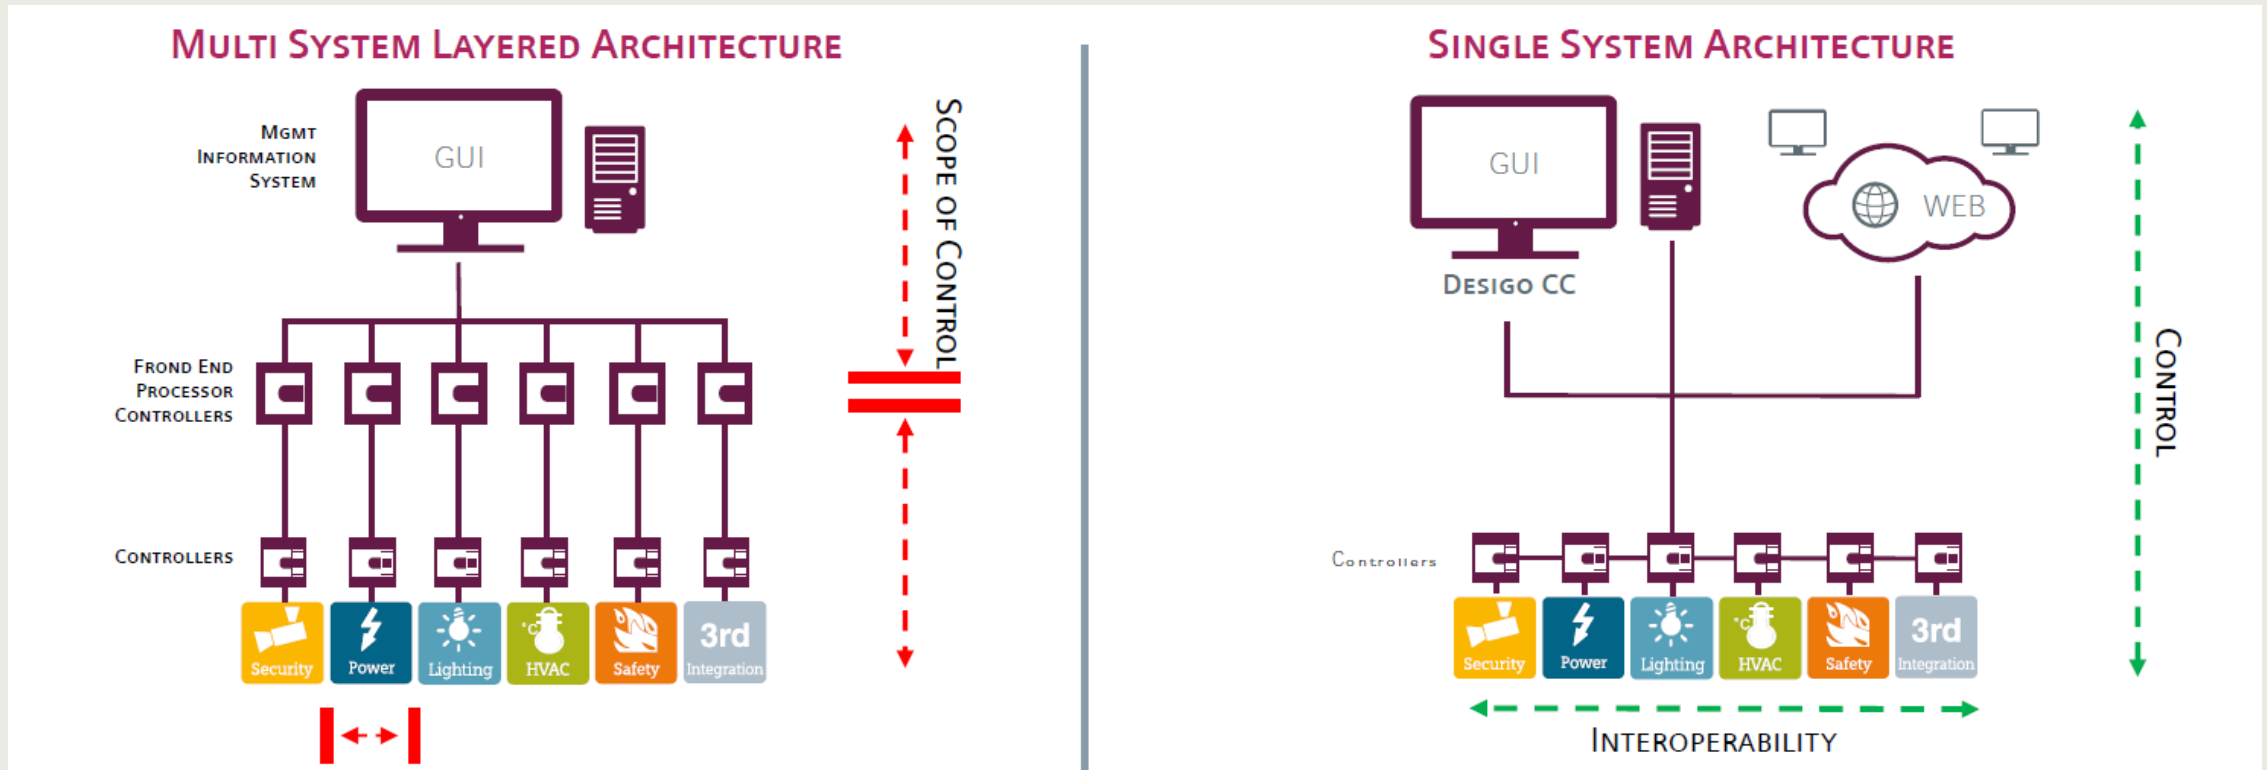 MULTI SYSTEM LAYERED ARCHITECTURE
MGMT
INFORMATION
SYSTEM
GUI
SCOPE OF CONTROL
FROND END
PROCESSOR
CONTROLLERS
CONTROLLERS
Security
Power
Lighting
°C
HVAC
Safety
3rd
Integration
SINGLE SYSTEM ARCHITECTURE
GUI
WEB
DESIGO CC
CONTROL
Controllers
Security
Power
Lighting
°C
HVAC
Safety
3rd
Integration
INTEROPERABILITY